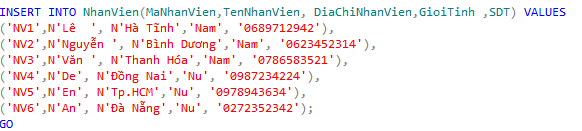 INSERT INTO NhanVien(MaNhanVien,TenNhanVien, DiaChiNhanVien,GioiTinh ,SDT) VALUES
('NV1',N'Lê  ', N'Hà Tĩnh','Nam', '0689712942'),
('NV2',N'Nguyễn ', N'Bình Dương','Nam', '0623452314'),
('NV3',N'Văn ', N'Thanh Hóa','Nam', '0786583521'),
('NV4',N'De', N'Đồng Nai','Nu', '0987234224'),
('NV5',N'En', N'Tp.HCM','Nu', '0978943634'),
('NV6',N'An', N'Đà Nẵng','Nu', '0272352342');
GO